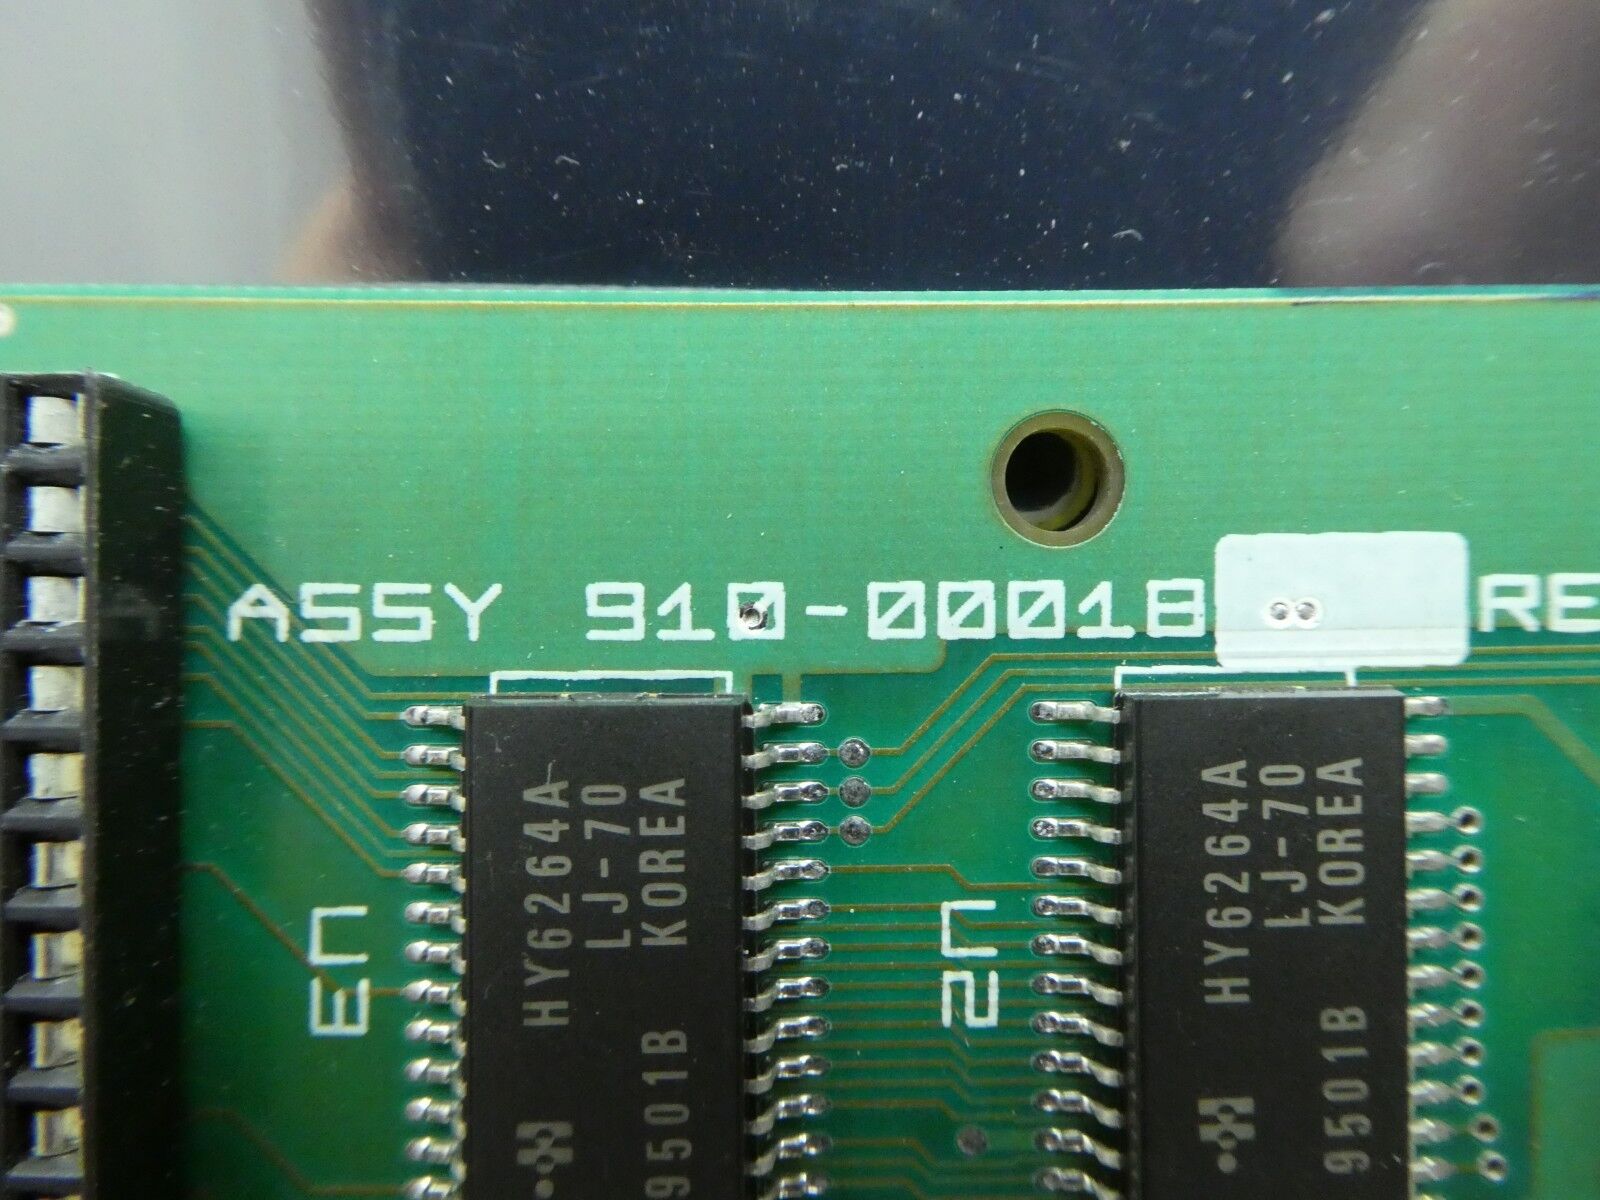 ASSY 910-00018 RE
U3
HY6264A
LJ-70
KOREA
9501B
U2
HY6264A
LJ-70
KOREA
9501B